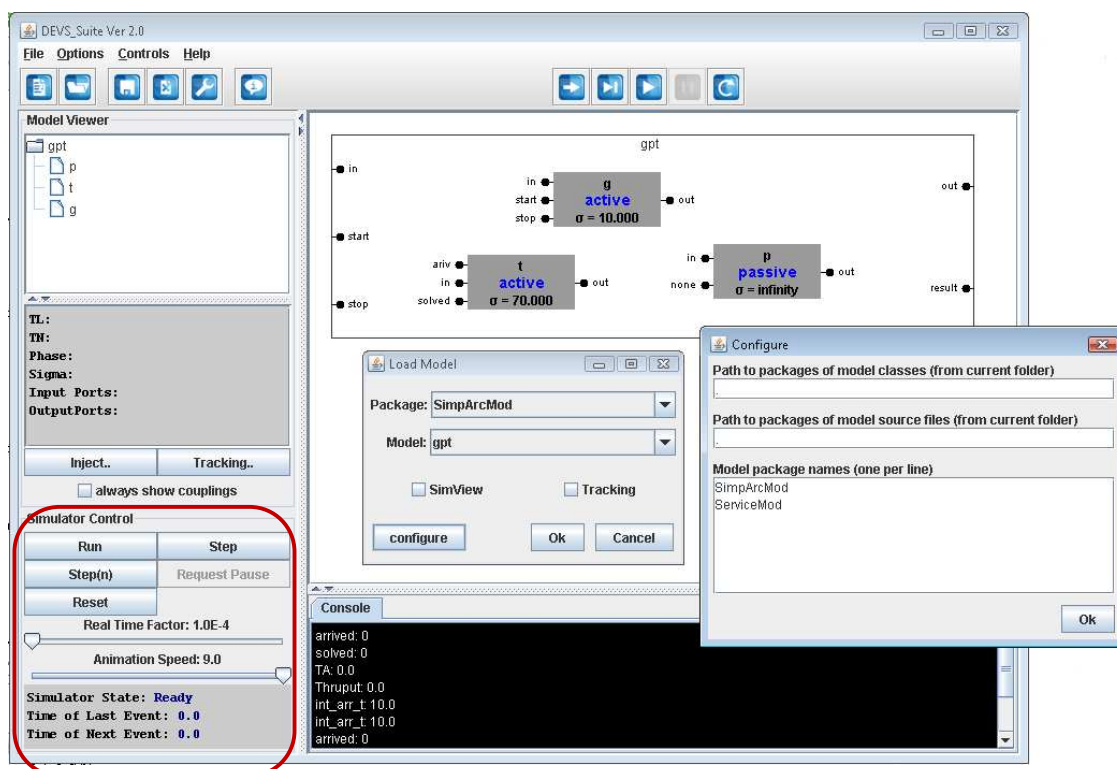 DEVS_Suite Ver 2.0
File Options Controls Help
Model Viewer
gpt
p
t
g
TL:
TN:
Phase:
Sigma:
Input Ports:
OutputPorts:
Inject..
Tracking..
always show couplings
Simulator Control
Run
Step
Step(n)
Request Pause
Reset
Real Time Factor: 1.0E-4
Animation Speed: 9.0
Simulator State: Ready
Time of Last Event: 0.0
Time of Next Event: 0.0
gpt
in
start
stop
out
result
in
start
stop
g
active
σ = 10.000
out
ariv
in
solved
t
active
σ = 70.000
out
in
none
p
passive
σ = infinity
out
Load Model
Package: SimpArcMod
Model: gpt
SimView
Tracking
configure
Ok
Cancel
Configure
Path to packages of model classes (from current folder)
.
Path to packages of model source files (from current folder)
.
Model package names (one per line)
SimpArcMod
ServiceMod
Ok
Console
arrived: 0
solved: 0
TA: 0.0
Thruput: 0.0
int_arr_t: 10.0
int_arr_t: 10.0
arrived: 0